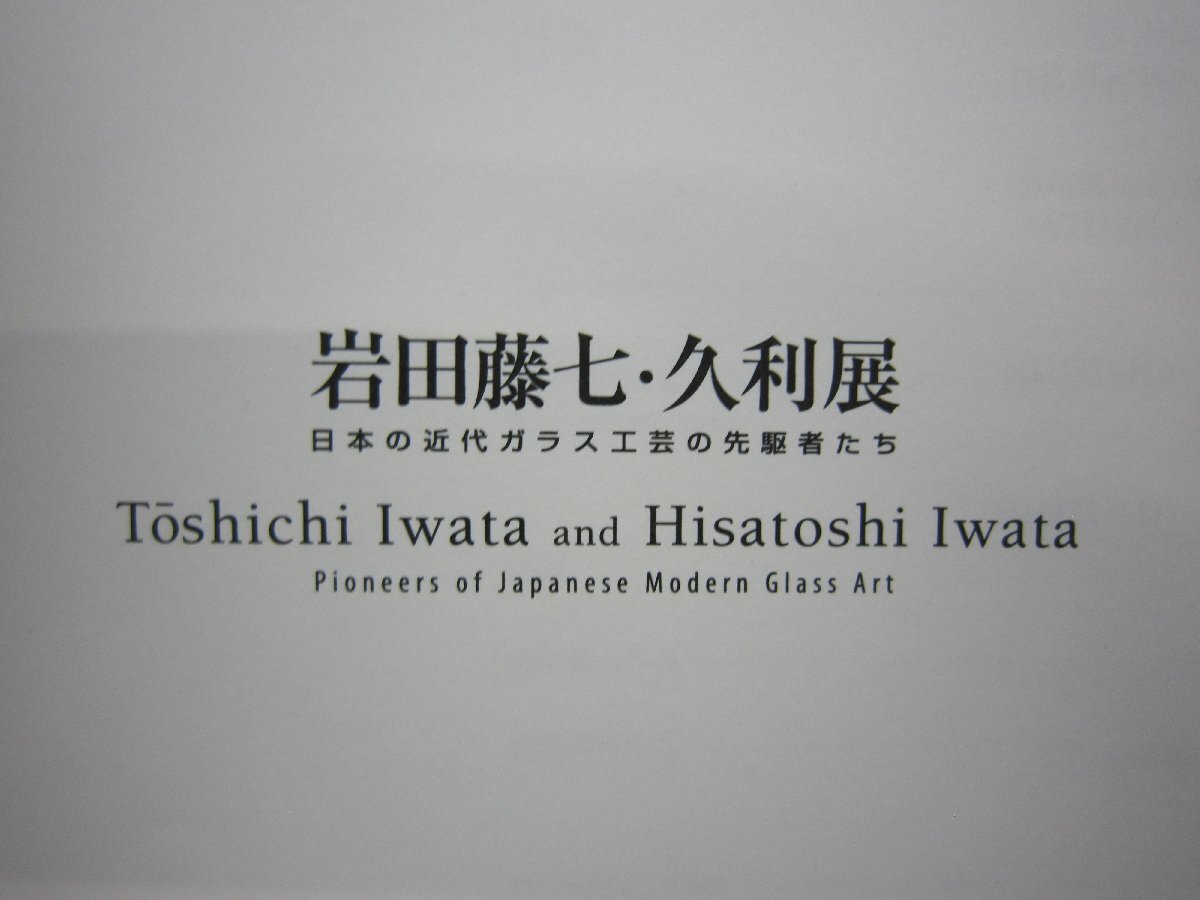 岩田藤七・久利展
日本の近代ガラス工芸の先駆者たち
Tōshichi Iwata and Hisatoshi Iwata
Pioneers of Japanese Modern Glass Art